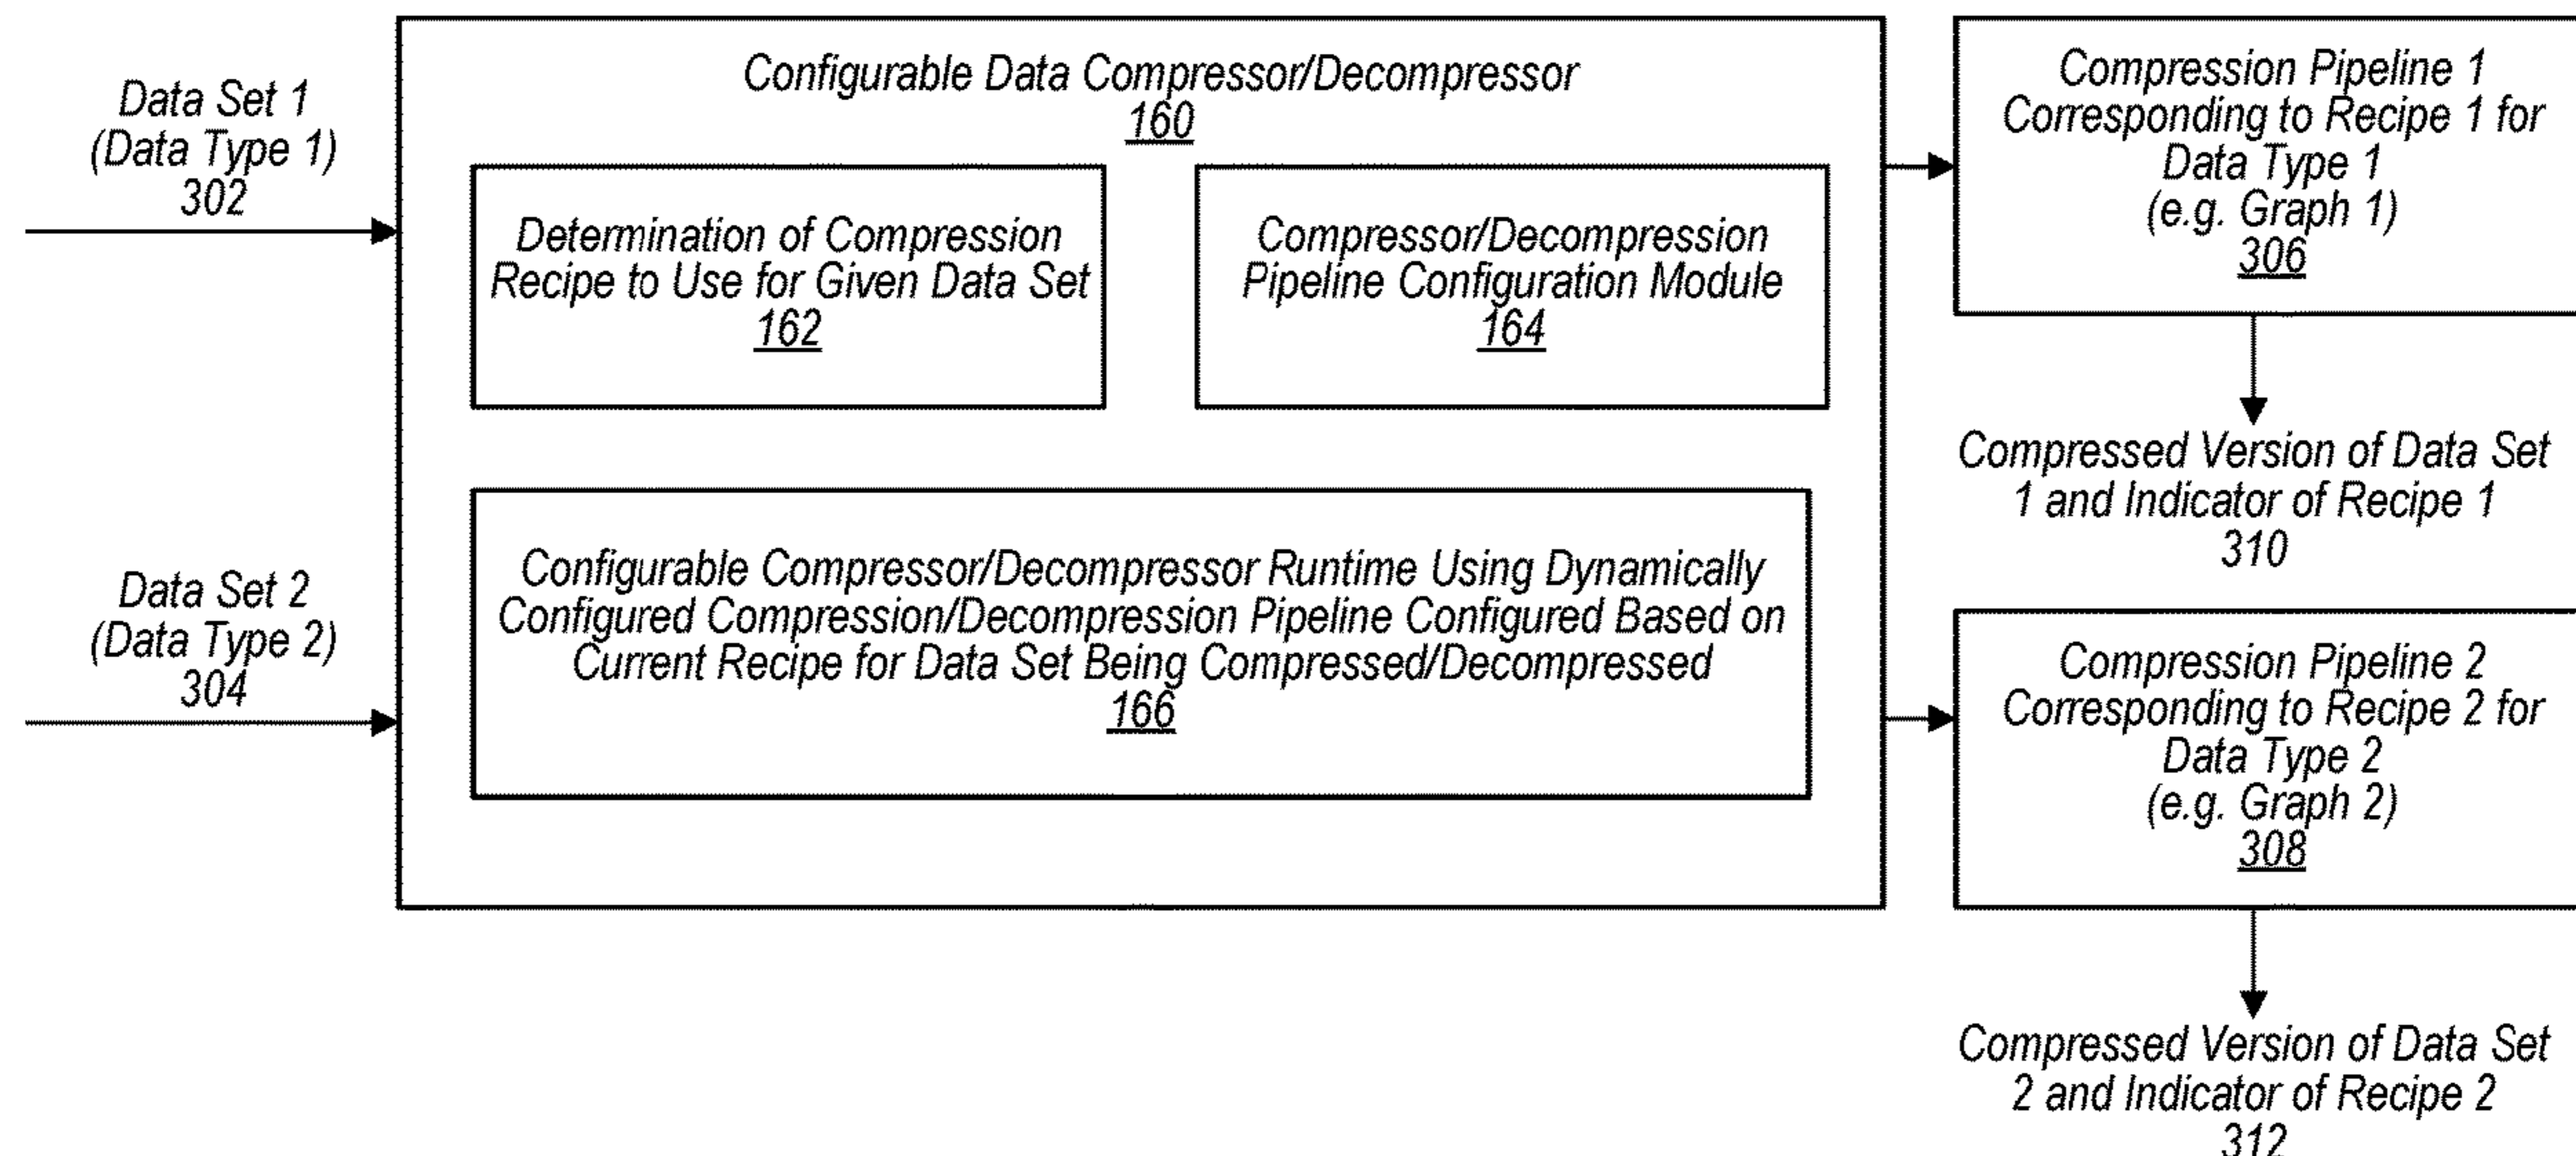 Data Set 1
(Data Type 1)
302
Data Set 2
(Data Type 2)
304
Configurable Data Compressor/Decompressor
160
Determination of Compression
Recipe to Use for Given Data Set
162
Compressor/Decompression
Pipeline Configuration Module
164
Configurable Compressor/Decompressor Runtime Using Dynamically
Configured Compression/Decompression Pipeline Configured Based on
Current Recipe for Data Set Being Compressed/Decompressed
166
Compression Pipeline 1
Corresponding to Recipe 1 for
Data Type 1
(e.g. Graph 1)
306
Compressed Version of Data Set
1 and Indicator of Recipe 1
310
Compression Pipeline 2
Corresponding to Recipe 2 for
Data Type 2
(e.g. Graph 2)
308
Compressed Version of Data Set
2 and Indicator of Recipe 2
312